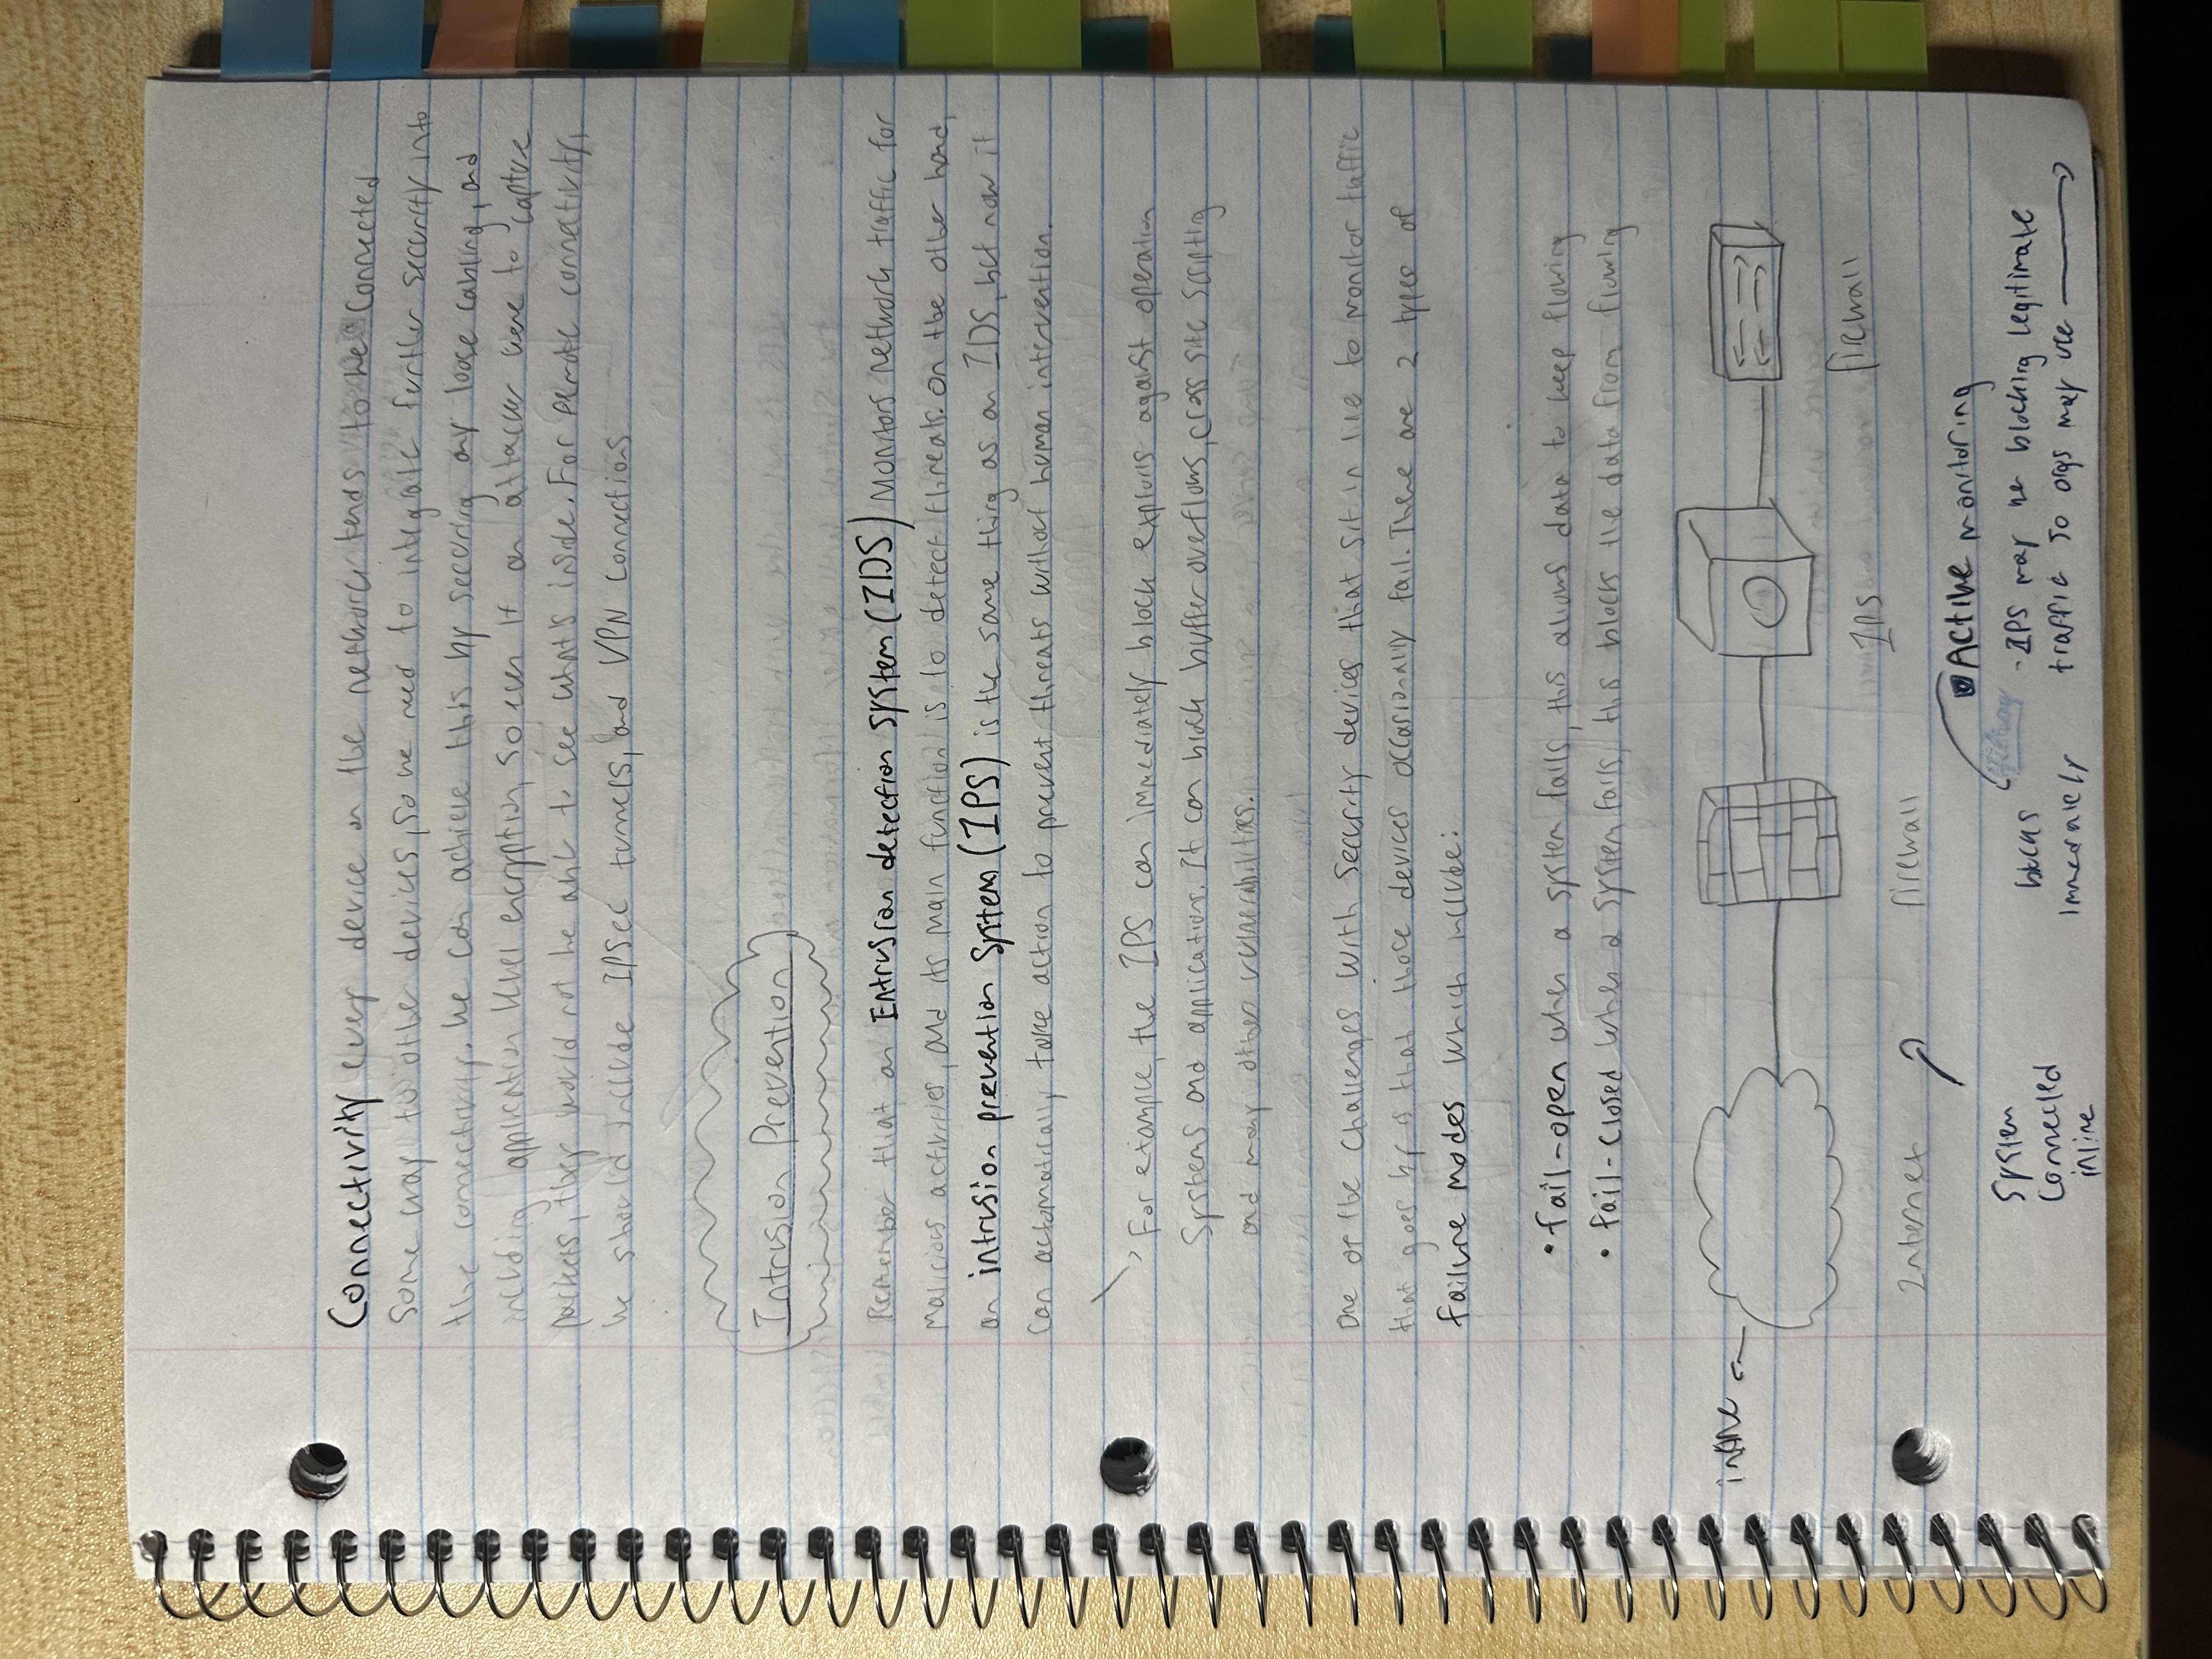 Connectivity every device on the network tends to be connected
Some way to other devices, so we need to integrate further security into
the connectivity. We can achieve this by securing any loose cabling, and
including application level encryption, so even if an attacker were to capture
packets, they would not be able to see what's inside. For remote connectivity,
we should include IPSec tunnels, and VPN connections
Intrusion Prevention
Remember that an Entrusion detection system (IDS) monitors network traffic for
malicious activities, and its main function is to detect threats. On the other hand,
an intrusion prevention system (IPS) is the same thing as an IDS, but now it
can automatically take action to prevent threats without human intervention.
For example, the IPS can immediately block exploits against operation
systems and applications. It can block buffer overflows, cross site scripting
and many other vulnerabilities.
One of the challenges with security devices that sit in line to monitor traffic
that goes by is that those devices occasionally fail. There are 2 types of
failure modes which include:
• fail-open when a system fails, this allows data to keep flowing
• fail-closed when a system fails, this blocks the data from flowing
inline
firewall
IPS
Internet
firewall
Active monitoring
System
connected
inline
blocks
immediately
- IPS may be blocking legitimate
traffic so orgs may use →